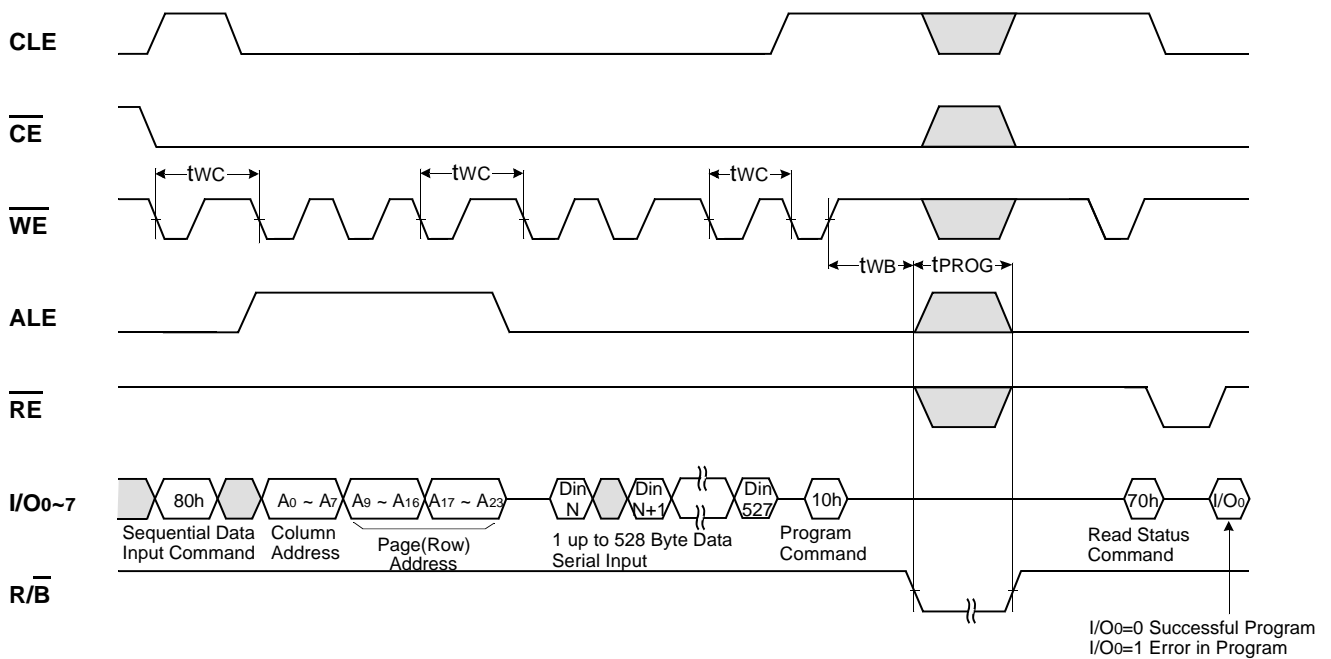 CLE
CE
tWC tWC tWC
WE
tWB tPROG
ALE
RE
I/O0~7 80h A0 ~ A7 A9 ~ A16 A17 ~ A23 Din N Din N+1 Din 527 10h 70h I/O0
Sequential Data Input Command
Column Address
Page(Row) Address
1 up to 528 Byte Data Serial Input
Program Command
Read Status Command
R/B
I/O0=0 Successful Program
I/O0=1 Error in Program